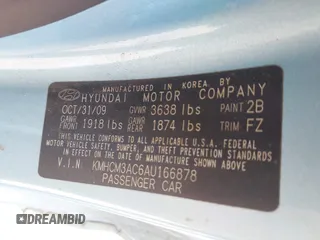 MANUFACTURED IN KOREA BY
HYUNDAI MOTOR COMPANY
OCT/31/09 GVWR 3638 lbs PAINT 2B
GAWR FRONT 1918 lbs GAWR REAR 1874 lbs TRIM FZ
THIS VEHICLE CONFORMS TO ALL APPLICABLE U.S. FEDERAL
MOTOR VEHICLE SAFETY, BUMPER, AND THEFT PREVENTION
STANDARDS IN EFFECT ON THE DATE OF MANUFACTURE SHOWN ABOVE.
V.I.N. KMHCM3AC6AU166878
PASSENGER CAR
DEALERSHIP.CLUB